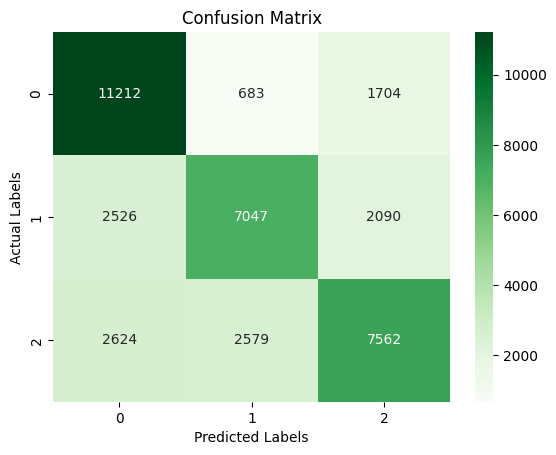 Confusion Matrix
0 11212 683 1704
1 2526 7047 2090
2 2624 2579 7562
0 1 2
Predicted Labels
Actual Labels
10000
8000
6000
4000
2000